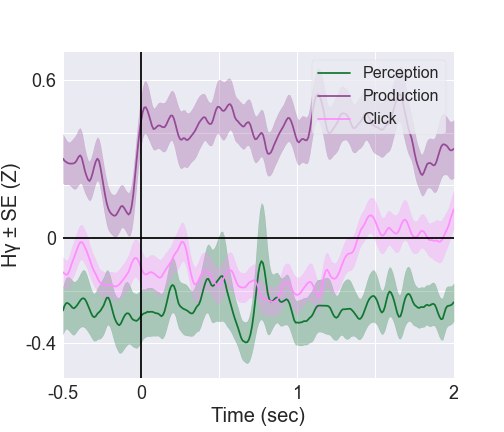 Perception
Production
Click
0.6
0
-0.4
Hγ ± SE (Z)
-0.5
0
1
2
Time (sec)